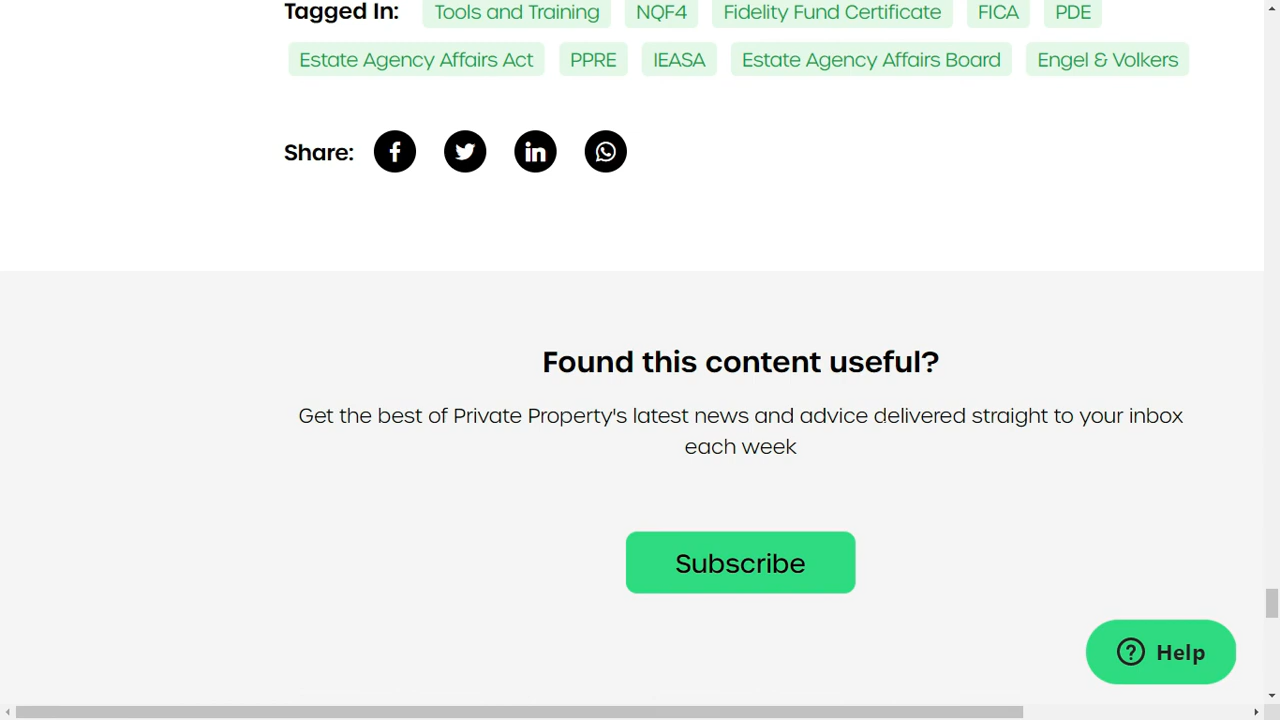 Tagged In: Tools and Training NQF4 Fidelity Fund Certificate FICA PDE
Estate Agency Affairs Act PPRE IEASA Estate Agency Affairs Board Engel & Volkers
Share:
Found this content useful?
Get the best of Private Property's latest news and advice delivered straight to your inbox
each week
Subscribe
Help